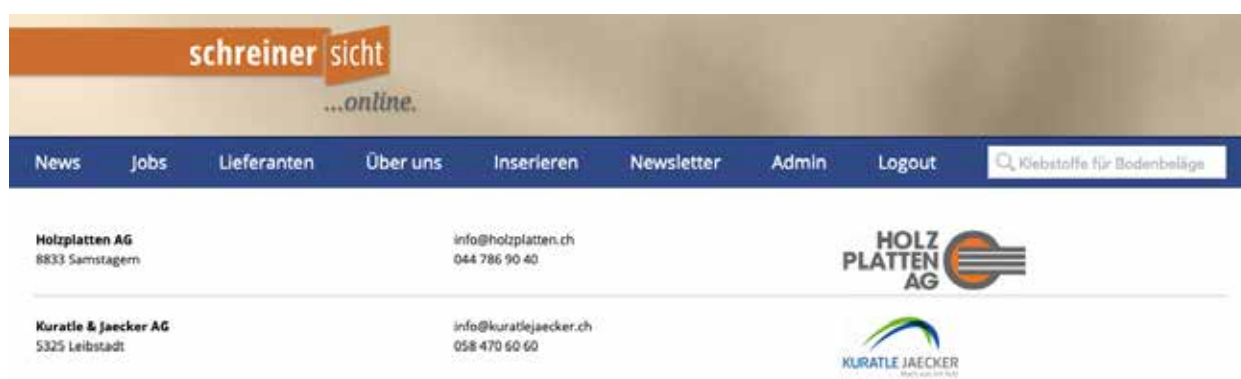 schreiner sicht
...online.
News Jobs Lieferanten Über uns Inserieren Newsletter Admin Logout Klebstoffe für Bodenbeläge
Holzplatten AG info@holzplatten.ch HOLZ
8833 Samstagern 044 786 90 40 PLATTEN
AG
Kuratle & Jaecker AG info@kuratlejaecker.ch
5325 Leibstadt 058 470 60 60 KURATLE JAECKER